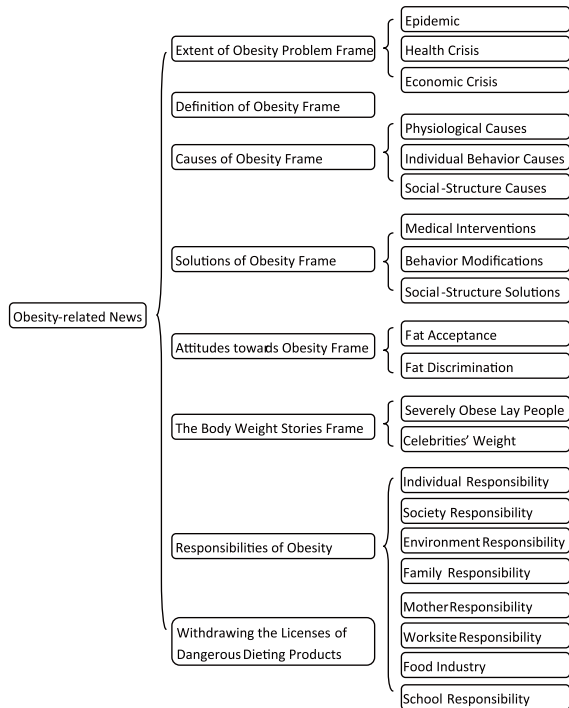 Obesity-related News
Extent of Obesity Problem Frame
Epidemic
Health Crisis
Economic Crisis
Definition of Obesity Frame
Causes of Obesity Frame
Physiological Causes
Individual Behavior Causes
Social-Structure Causes
Solutions of Obesity Frame
Medical Interventions
Behavior Modifications
Social-Structure Solutions
Attitudes towards Obesity Frame
Fat Acceptance
Fat Discrimination
The Body Weight Stories Frame
Severely Obese Lay People
Celebrities’ Weight
Responsibilities of Obesity
Individual Responsibility
Society Responsibility
Environment Responsibility
Family Responsibility
Mother Responsibility
Worksite Responsibility
Food Industry
School Responsibility
Withdrawing the Licenses of
Dangerous Dieting Products